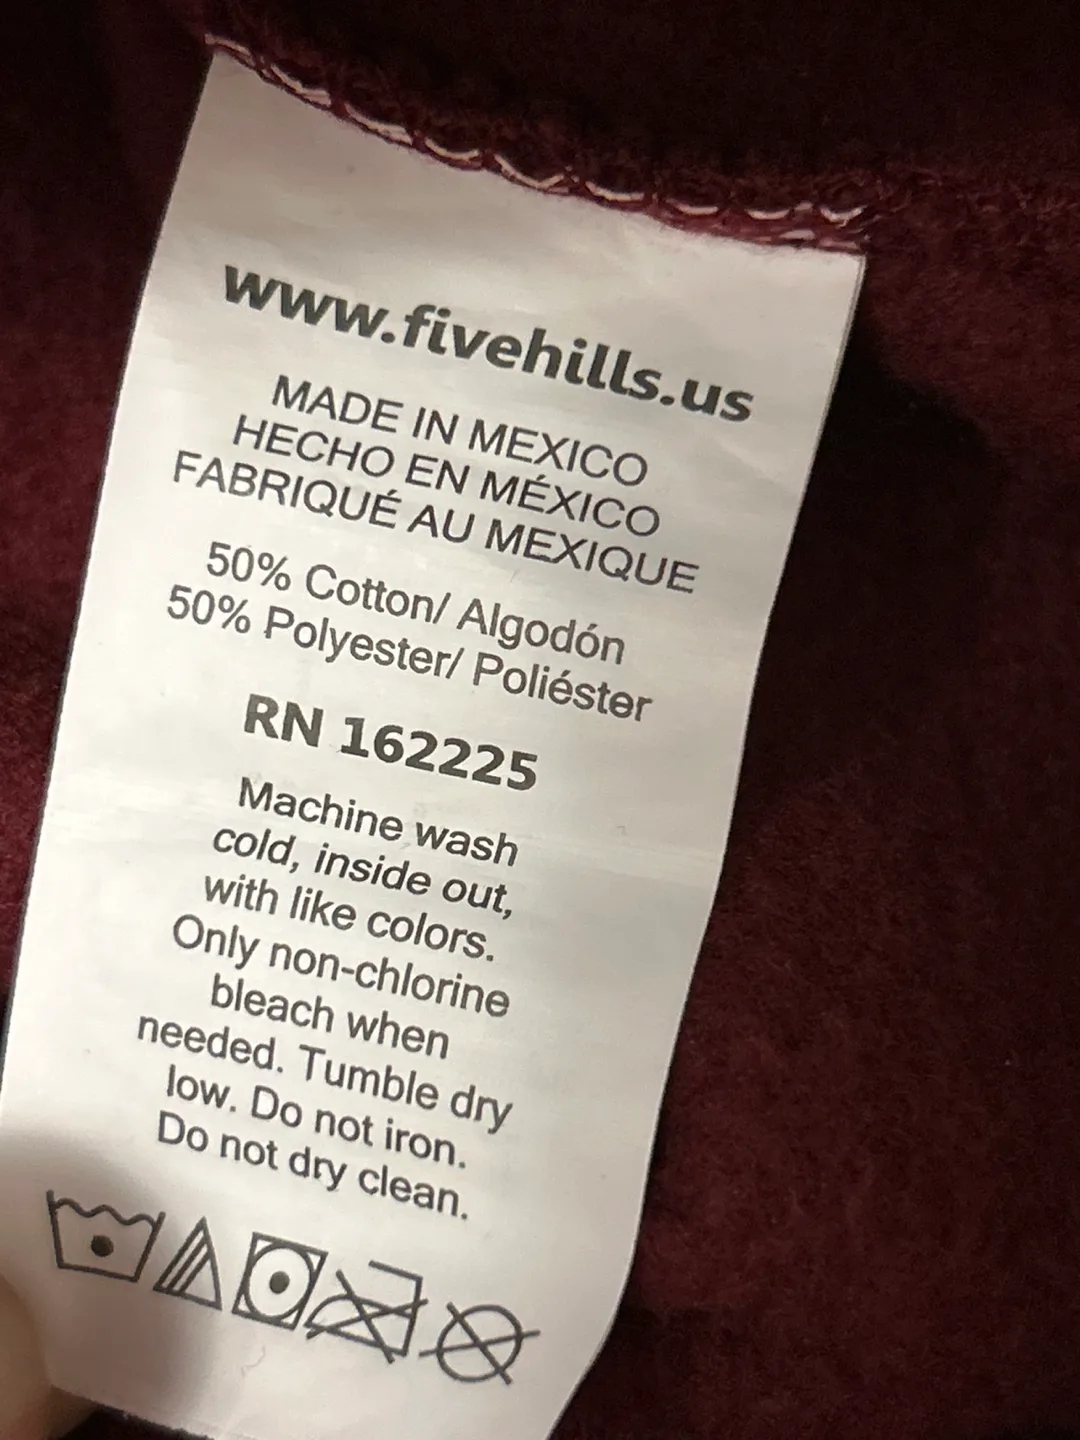 www.fivehills.us
MADE IN MEXICO
HECHO EN MÉXICO
FABRIQUÉ AU MEXIQUE
50% Cotton/ Algodón
50% Polyester/ Poliéster
RN 162225
Machine wash
cold, inside out,
with like colors.
Only non-chlorine
bleach when
needed. Tumble dry
low. Do not iron.
Do not dry clean.